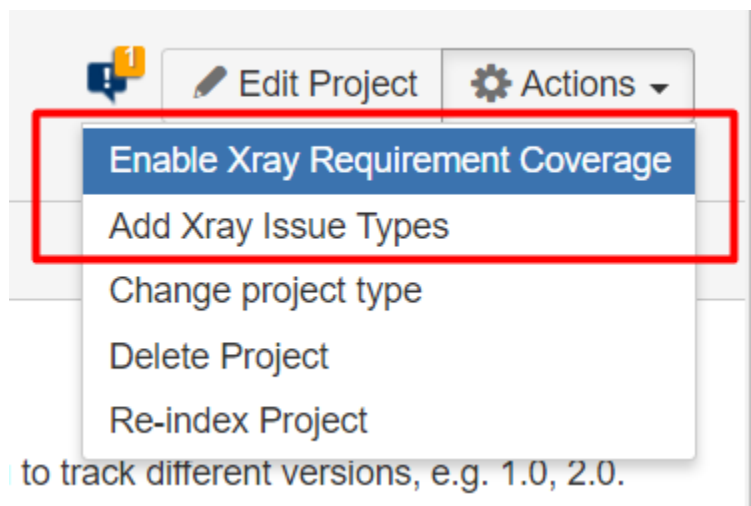 1
Edit Project
Actions
Enable Xray Requirement Coverage
Add Xray Issue Types
Change project type
Delete Project
Re-index Project
to track different versions, e.g. 1.0, 2.0.